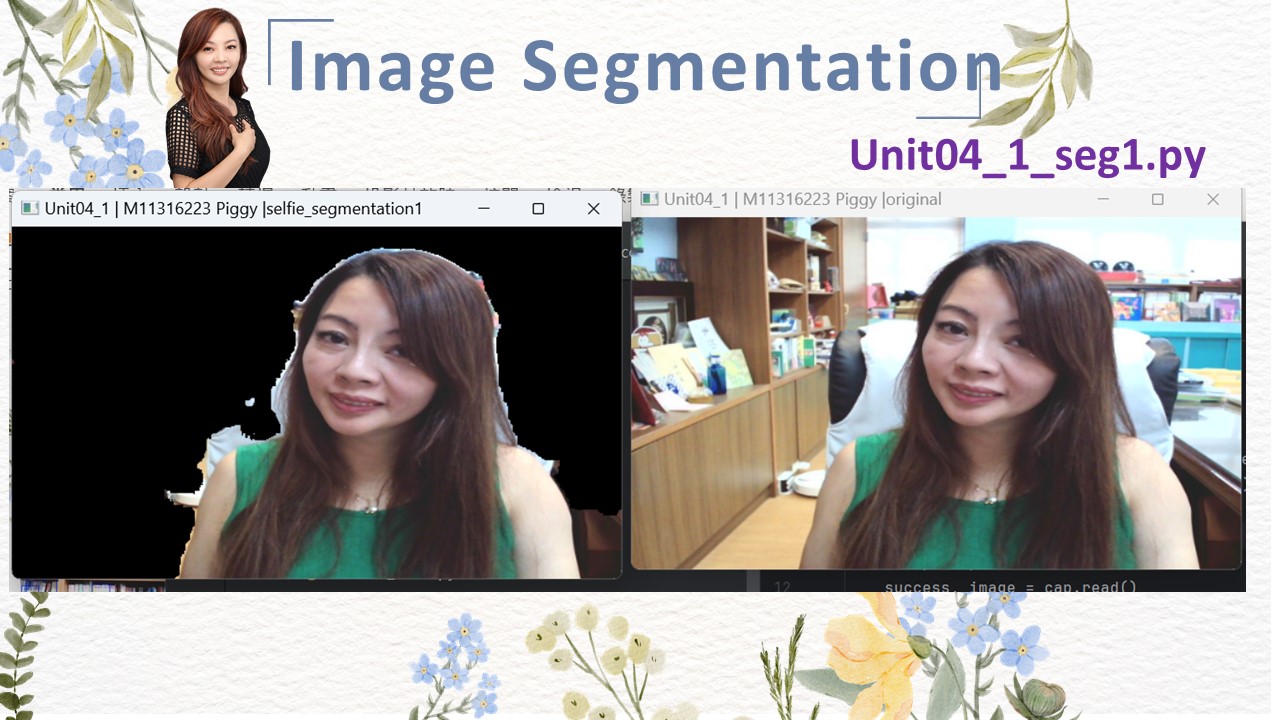 Image Segmentation
Unit04_1_seg1.py
Unit04_1 | M11316223 Piggy |selfie_segmentation1
Unit04_1 | M11316223 Piggy |original
12
success, image = cap.read()